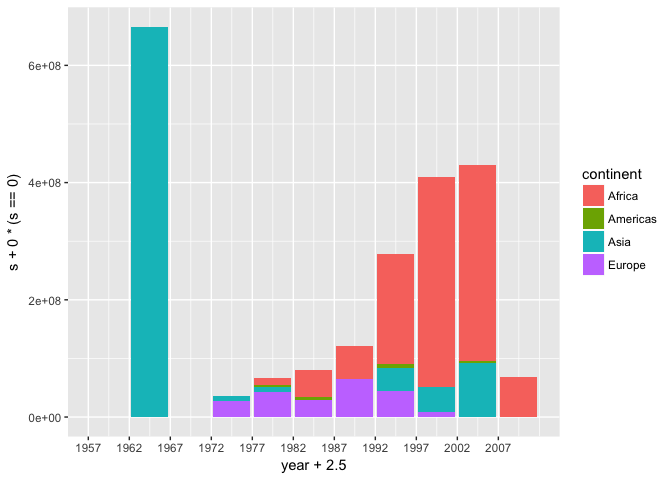 6e+08
4e+08
2e+08
0e+00
s + 0 * (s == 0)
1957 1962 1967 1972 1977 1982 1987 1992 1997 2002 2007
year + 2.5
continent
Africa
Americas
Asia
Europe